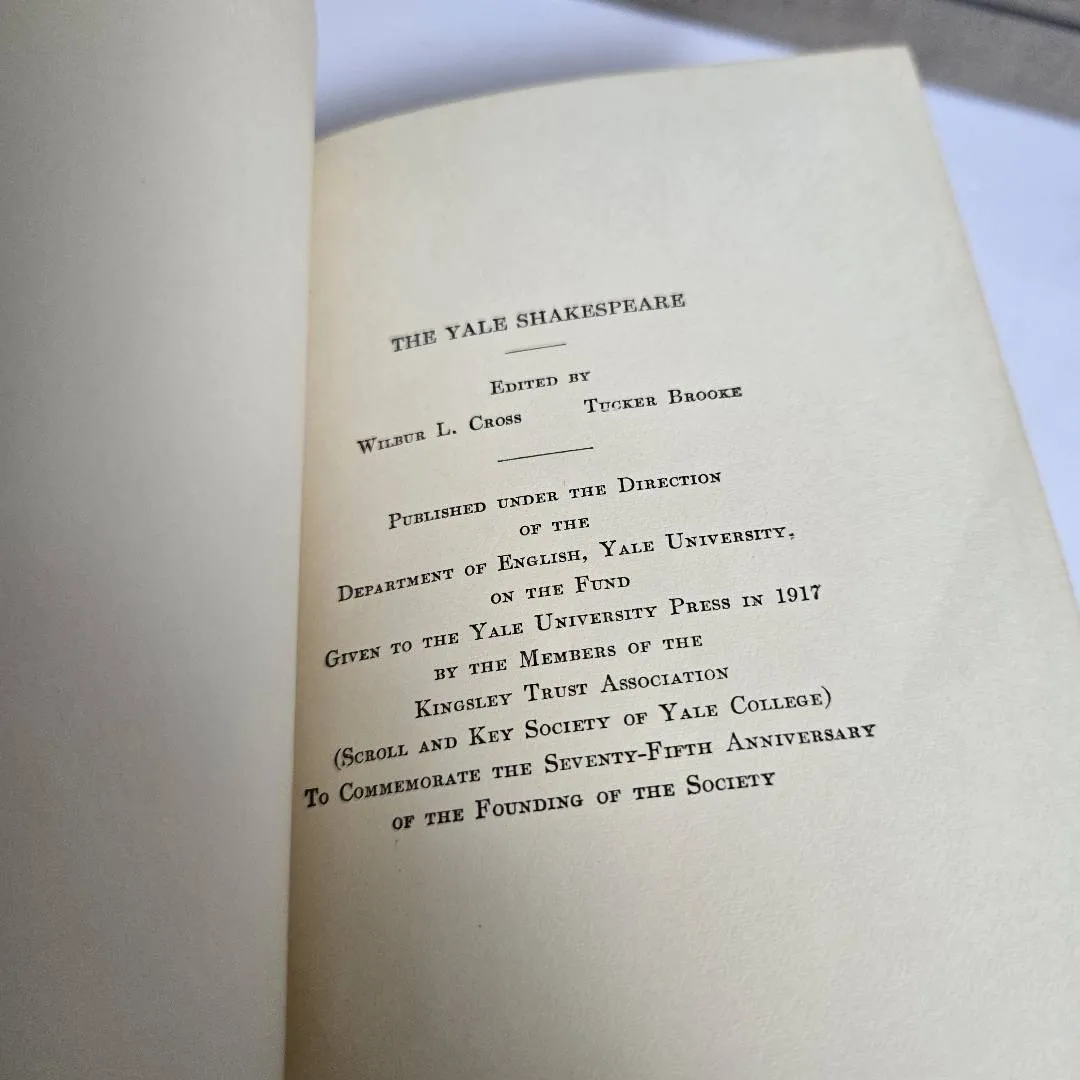 THE YALE SHAKESPEARE
EDITED BY
WILBUR L. CROSS TUCKER BROOKE
PUBLISHED UNDER THE DIRECTION
OF THE
DEPARTMENT OF ENGLISH, YALE UNIVERSITY,
ON THE FUND
GIVEN TO THE YALE UNIVERSITY PRESS IN 1917
BY THE MEMBERS OF THE
KINGSLEY TRUST ASSOCIATION
(SCROLL AND KEY SOCIETY OF YALE COLLEGE)
TO COMMEMORATE THE SEVENTY-FIFTH ANNIVERSARY
OF THE FOUNDING OF THE SOCIETY